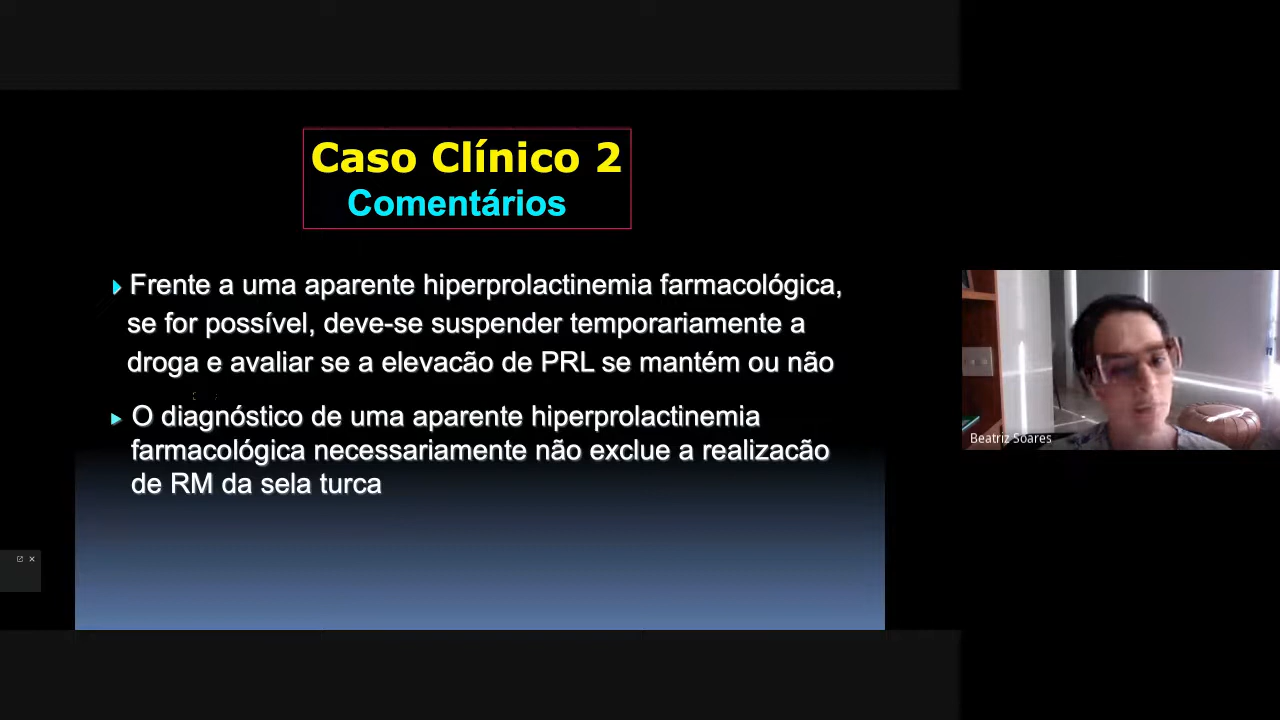 Caso Clínico 2
Comentários
Frente a uma aparente hiperprolactinemia farmacológica,
se for possível, deve-se suspender temporariamente a
droga e avaliar se a elevacão de PRL se mantém ou não
O diagnóstico de uma aparente hiperprolactinemia
farmacológica necessariamente não exclue a realizacão
de RM da sela turca
Beatriz Soares